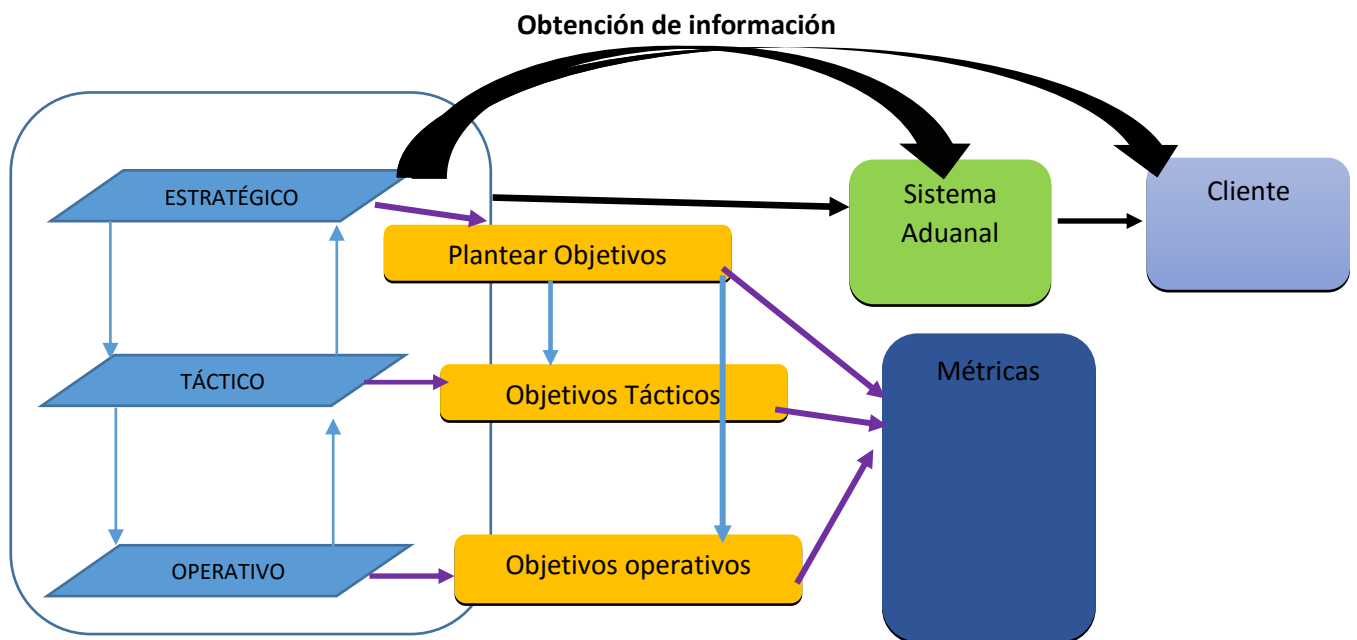 Obtención de información
ESTRATÉGICO
Sistema
Aduanal
Cliente
Plantear Objetivos
TÁCTICO
Objetivos Tácticos
Métricas
OPERATIVO
Objetivos operativos